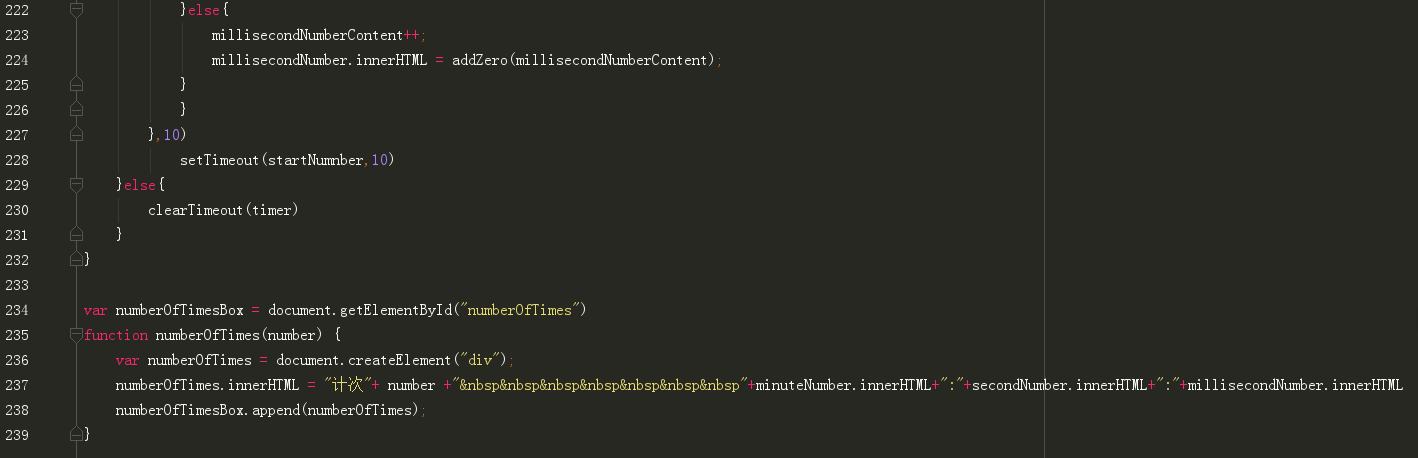 222 }else{
223 millisecondNumberContent++;
224 millisecondNumber.innerHTML = addZero(millisecondNumberContent);
225 }
226 }
227 },10)
228 setTimeout(startNumnber,10)
229 }else{
230 clearTimeout(timer)
231 }
232 }
233
234 var numberOfTimesBox = document.getElementById("numberOfTimes")
235 function numberOfTimes(number) {
236 var numberOfTimes = document.createElement("div");
237 numberOfTimes.innerHTML = "计次"+ number +"&nbsp&nbsp&nbsp&nbsp&nbsp&nbsp&nbsp"+minuteNumber.innerHTML+":"+secondNumber.innerHTML+":"+millisecondNumber.innerHTML
238 numberOfTimesBox.append(numberOfTimes);
239 }